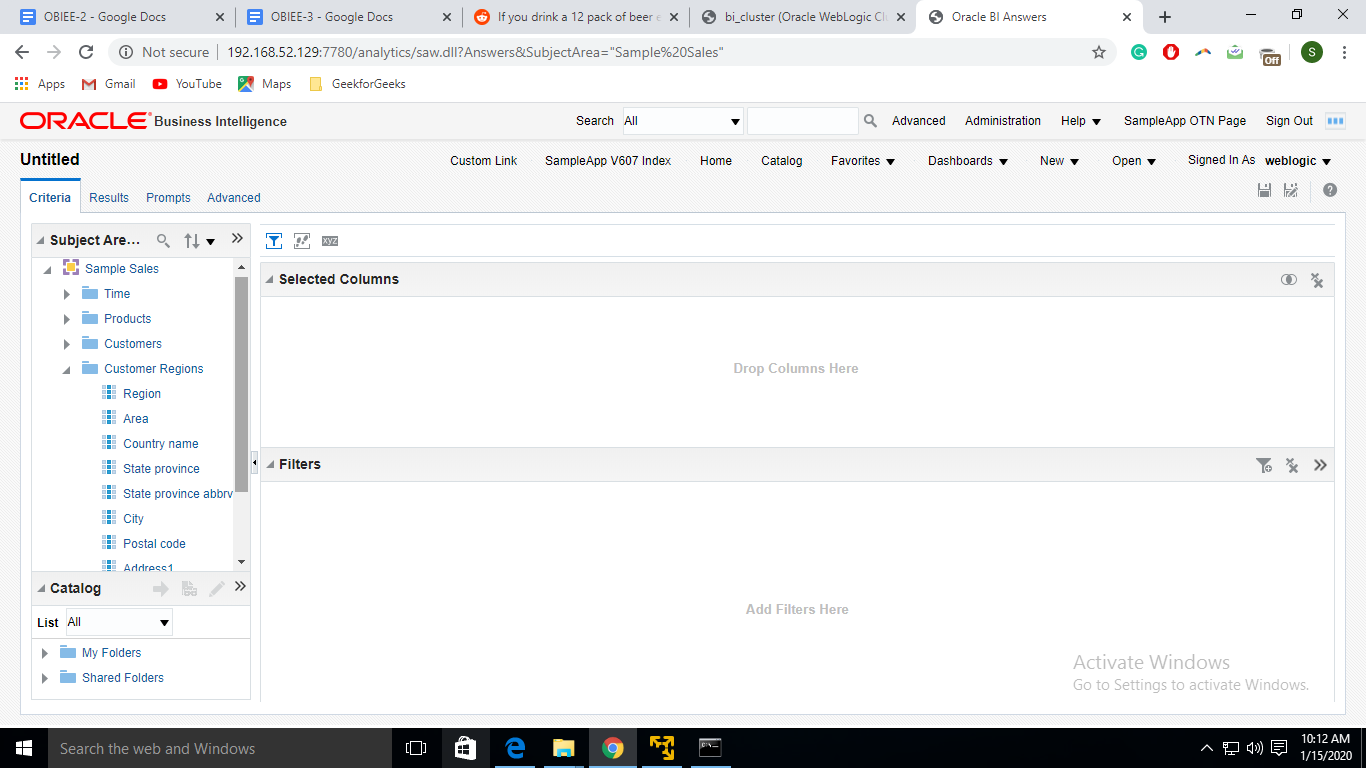 OBIEE-2 - Google Docs
OBIEE-3 - Google Docs
If you drink a 12 pack of beer e
bi_cluster (Oracle WebLogic Clu
Oracle BI Answers
Not secure
192.168.52.129:7780/analytics/saw.dll?Answers&SubjectArea="Sample%20Sales"
Off
S
Apps
Gmail
YouTube
Maps
GeekforGeeks
ORACLE Business Intelligence
Search
All
Advanced
Administration
Help
SampleApp OTN Page
Sign Out
Untitled
Custom Link
SampleApp V607 Index
Home
Catalog
Favorites
Dashboards
New
Open
Signed In As weblogic
Criteria
Results
Prompts
Advanced
Subject Are...
Sample Sales
Time
Products
Customers
Customer Regions
Region
Area
Country name
State province
State province abbrv
City
Postal code
Address1
Catalog
List All
My Folders
Shared Folders
xyz
Selected Columns
Drop Columns Here
Filters
Add Filters Here
Activate Windows
Go to Settings to activate Windows.
Search the web and Windows
10:12 AM
1/15/2020